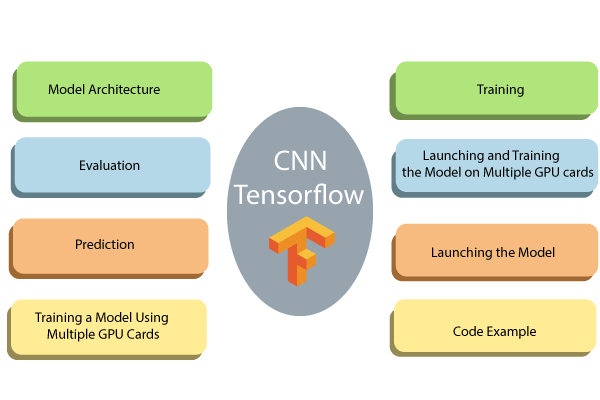 Model Architecture
Evaluation
Prediction
Training a Model Using
Multiple GPU Cards
CNN
Tensorflow
Training
Launching and Training
the Model on Multiple GPU cards
Launching the Model
Code Example